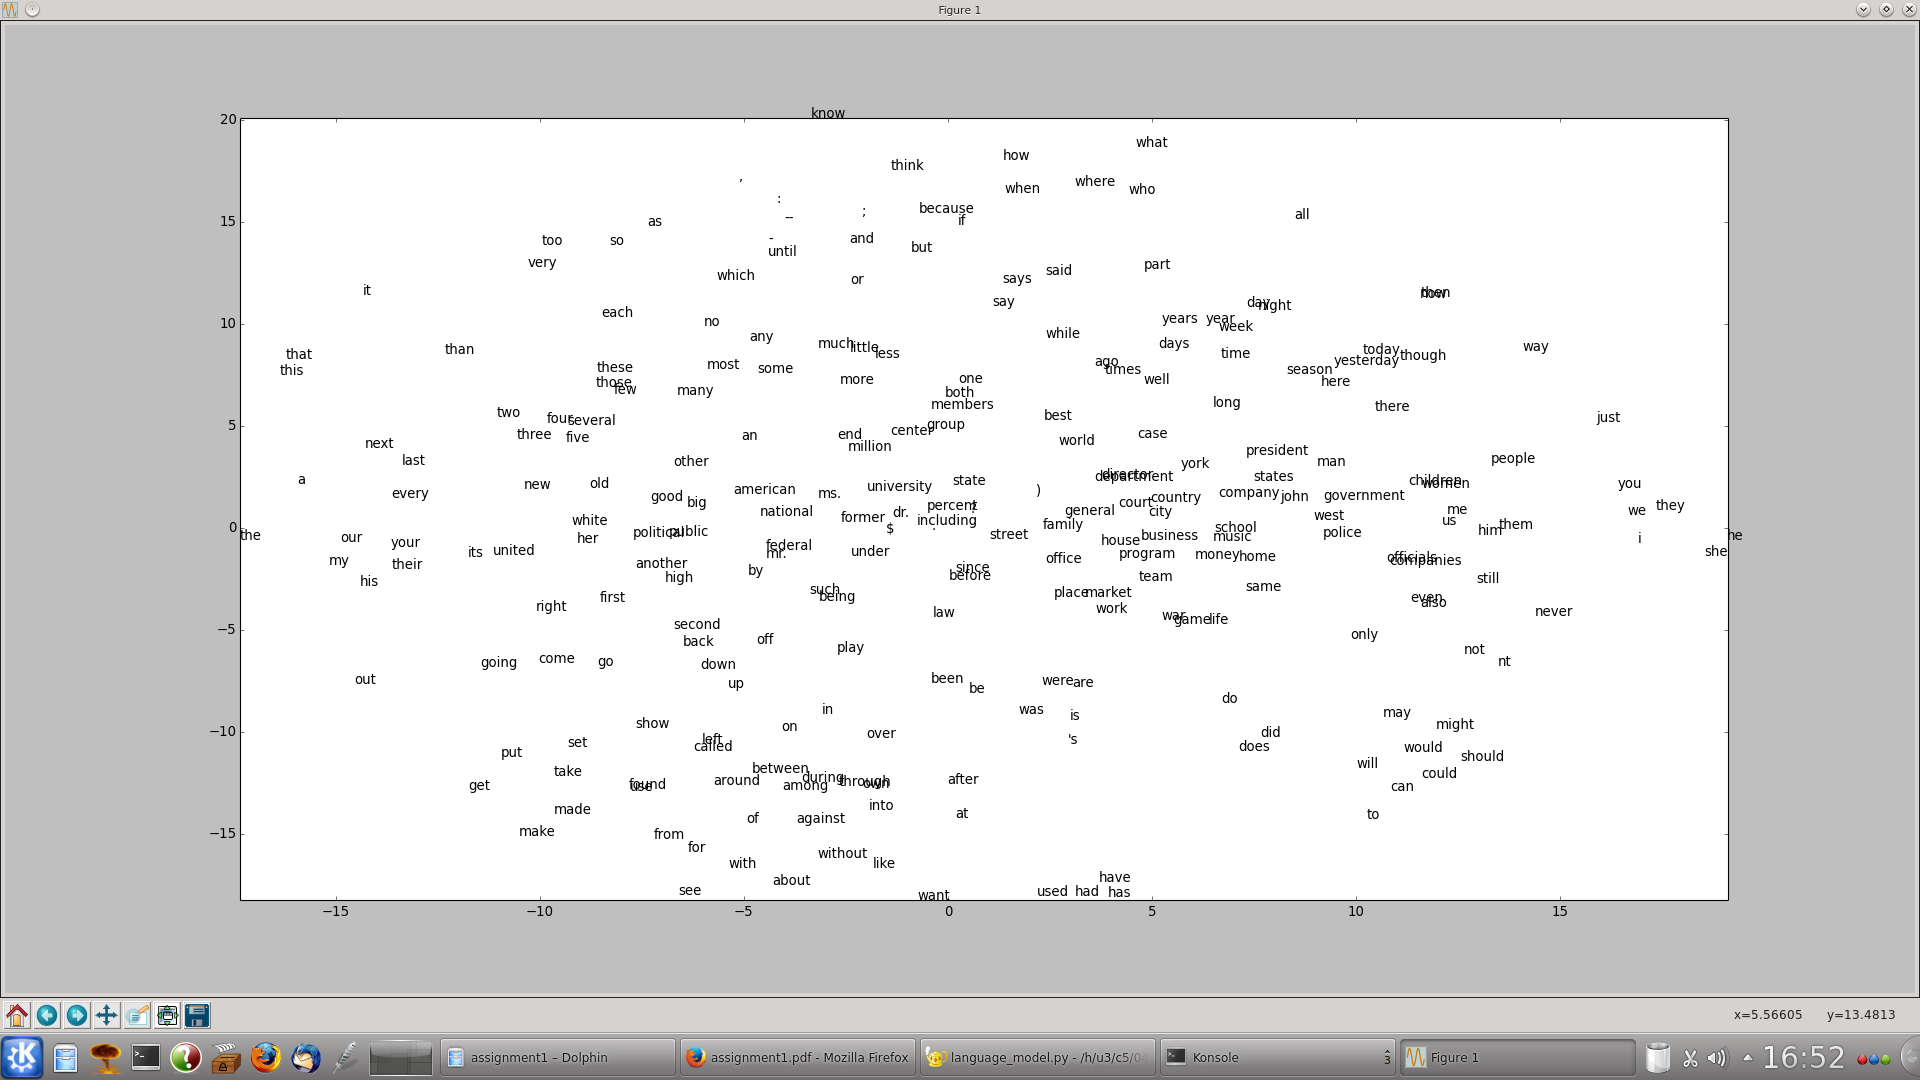 Figure 1
know
20
what
how
think
where
,
when
who
:
because
;
all
--
if
15
as
-
and
too
so
but
until
very
part
said
which
says
or
it
then
now
say
day
night
each
years
year
10
no
week
while
any
much
days
little
today
way
than
less
time
that
yesterday
though
ago
most
these
some
times
season
this
more
one
well
here
those
few
many
both
members
long
there
two
best
just
four
several
5
group
center
three
five
an
end
case
world
next
million
president
last
other
york
man
people
director
department
states
a
state
children
women
new
old
university
you
american
ms.
)
every
company
good
country
john
government
big
court
percent
they
national
dr.
general
city
me
we
former
west
white
including
us
family
them
0
$
school
him
political
public
.
the
street
business
police
he
our
her
house
music
i
your
federal
its
united
under
mr.
program
money
home
she
my
office
officials
companies
their
another
since
by
high
before
team
still
his
such
same
being
place
market
first
even
also
right
work
law
never
war
game
life
−5
second
only
off
back
play
not
going
come
go
nt
down
out
been
were
are
up
be
do
in
was
may
is
show
on
might
−10
over
did
left
's
set
called
does
would
put
should
will
between
take
could
around
during
after
found
through
get
use
among
own
can
into
made
at
to
of
against
−15
make
from
for
without
with
like
have
about
see
used
had
has
want
−15
−10
−5
0
5
10
15
x=5.56605 y=13.4813
assignment1 – Dolphin
assignment1.pdf - Mozilla Firefox
language_model.py - /h/u3/c5/04
Konsole
3
Figure 1
16:52